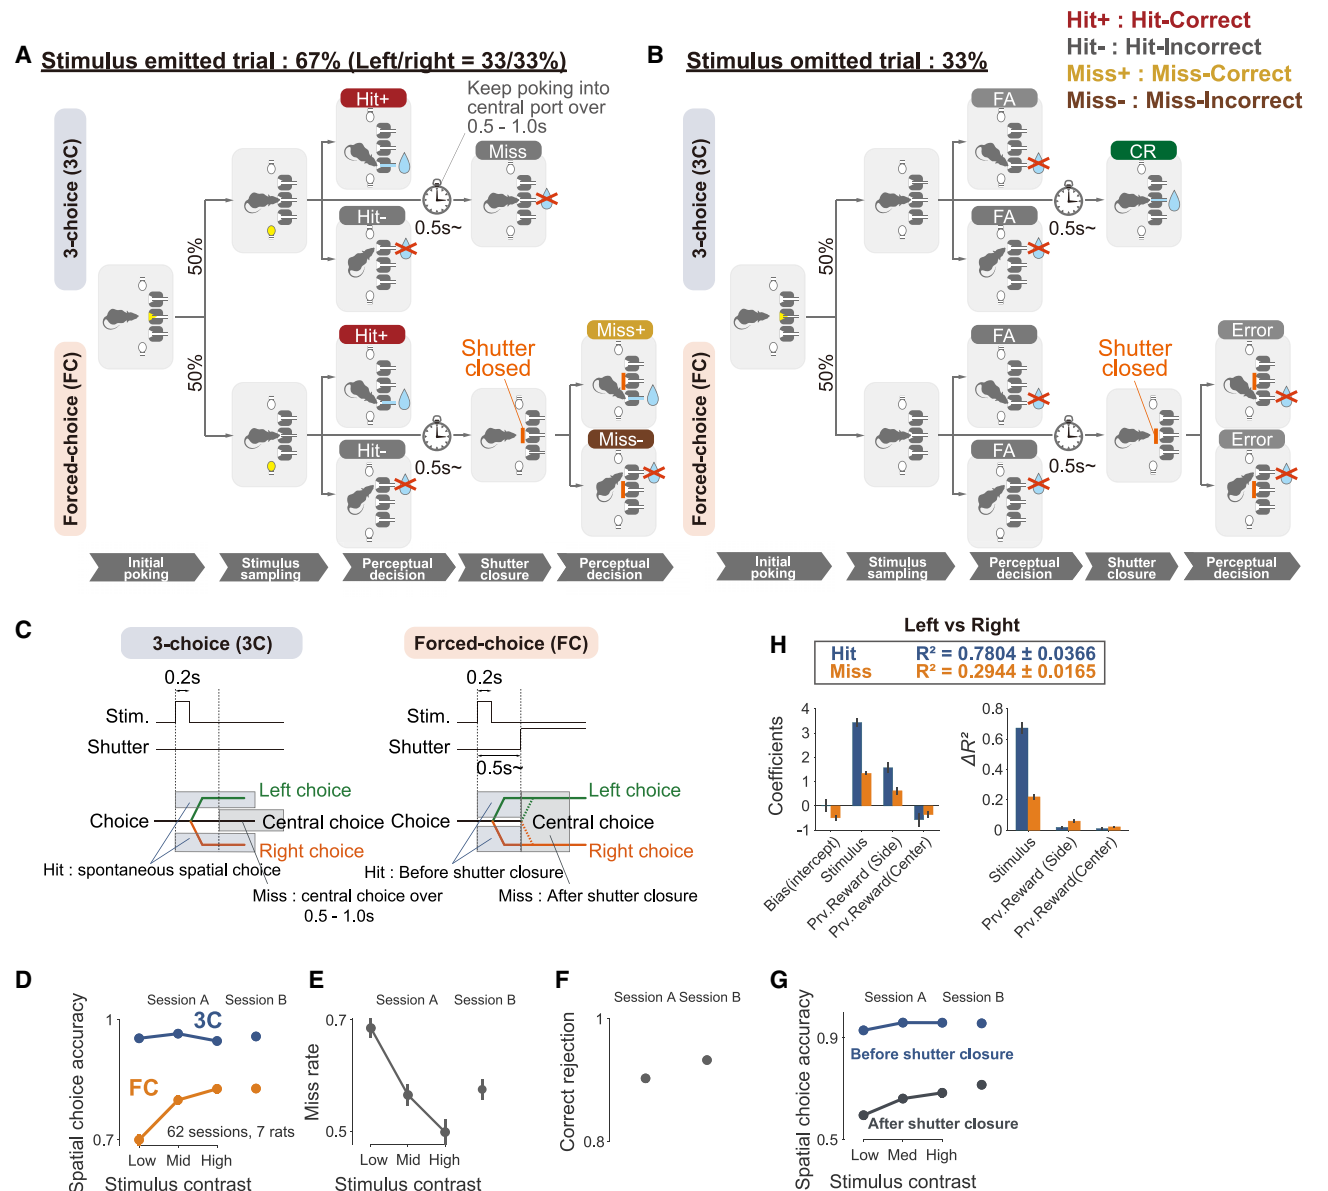 Hit+ : Hit-Correct
Hit- : Hit-Incorrect
Miss+ : Miss-Correct
Miss- : Miss-Incorrect
A Stimulus emitted trial : 67% (Left/right = 33/33%)
3-choice (3C)
Forced-choice (FC)
50%
50%
Hit+
Keep poking into
central port over
0.5 - 1.0s
Miss
Hit-
0.5s~
Hit+
Shutter
closed
Miss+
Hit-
0.5s~
Miss-
Initial
poking
Stimulus
sampling
Perceptual
decision
Shutter
closure
Perceptual
decision
B Stimulus omitted trial : 33%
3-choice (3C)
Forced-choice (FC)
50%
50%
FA
CR
FA
0.5s~
FA
Shutter
closed
Error
FA
0.5s~
Error
Initial
poking
Stimulus
sampling
Perceptual
decision
Shutter
closure
Perceptual
decision
C
3-choice (3C)
0.2s
Stim.
Shutter
Left choice
Choice
Central choice
Right choice
Hit : spontaneous spatial choice
Miss : central choice over
0.5 - 1.0s
Forced-choice (FC)
0.2s
Stim.
Shutter
0.5s~
Left choice
Choice
Central choice
Right choice
Hit : Before shutter closure
Miss : After shutter closure
H
Left vs Right
Hit R² = 0.7804 ± 0.0366
Miss R² = 0.2944 ± 0.0165
Coefficients
4
3
2
1
0
-1
Bias(intercept)
Stimulus
Prv.Reward (Side)
Prv.Reward(Center)
ΔR²
0.8
0.6
0.4
0.2
0
Stimulus
Prv.Reward (Side)
Prv.Reward(Center)
D
Spatial choice accuracy
Session A Session B
1
0.7
3C
FC
62 sessions, 7 rats
Low Mid High
Stimulus contrast
E
Miss rate
Session A Session B
0.7
0.5
Low Mid High
Stimulus contrast
F
Correct rejection
Session A Session B
1
0.8
G
Spatial choice accuracy
Session A Session B
0.9
0.5
Before shutter closure
After shutter closure
Low Med High
Stimulus contrast